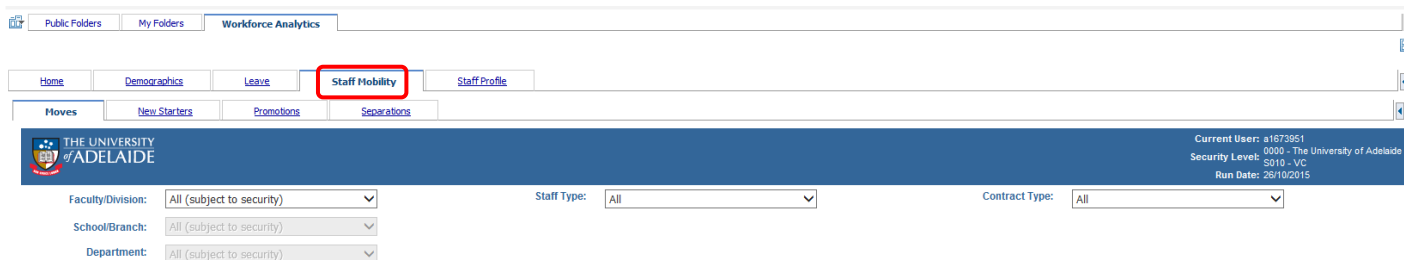 Public Folders My Folders Workforce Analytics
Home Demographics Leave Staff Mobility Staff Profile
Moves New Starters Promotions Separations
THE UNIVERSITY
of ADELAIDE
Current User: a1673951
Security Level: 0000 - The University of Adelaide
S010 - VC
Run Date: 26/10/2015
Faculty/Division: All (subject to security) Staff Type: All Contract Type: All
School/Branch: All (subject to security)
Department: All (subject to security)